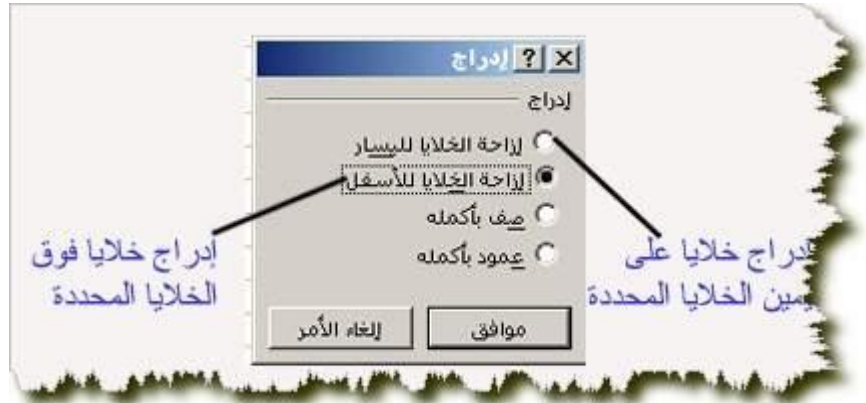 إدراج
إدراج
إزاحة الخلايا لليسار
إزاحة الخلايا للأسفل
صف بأكمله
عمود بأكمله
إدراج خلايا على
يمين الخلايا المحددة
إدراج خلايا فوق
الخلايا المحددة
موافق
إلغاء الأمر